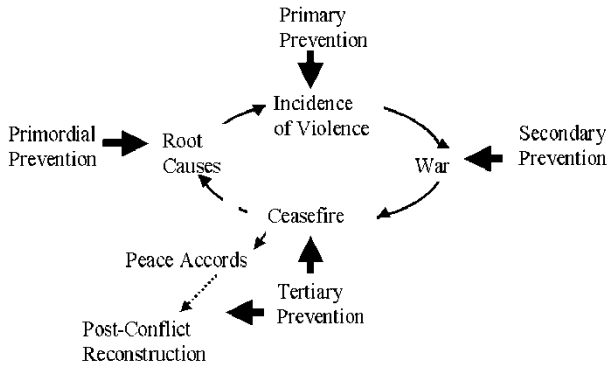 Primary
Prevention
Incidence
of Violence
Primordial
Prevention
Root
Causes
War
Secondary
Prevention
Ceasefire
Peace Accords
Tertiary
Prevention
Post-Conflict
Reconstruction